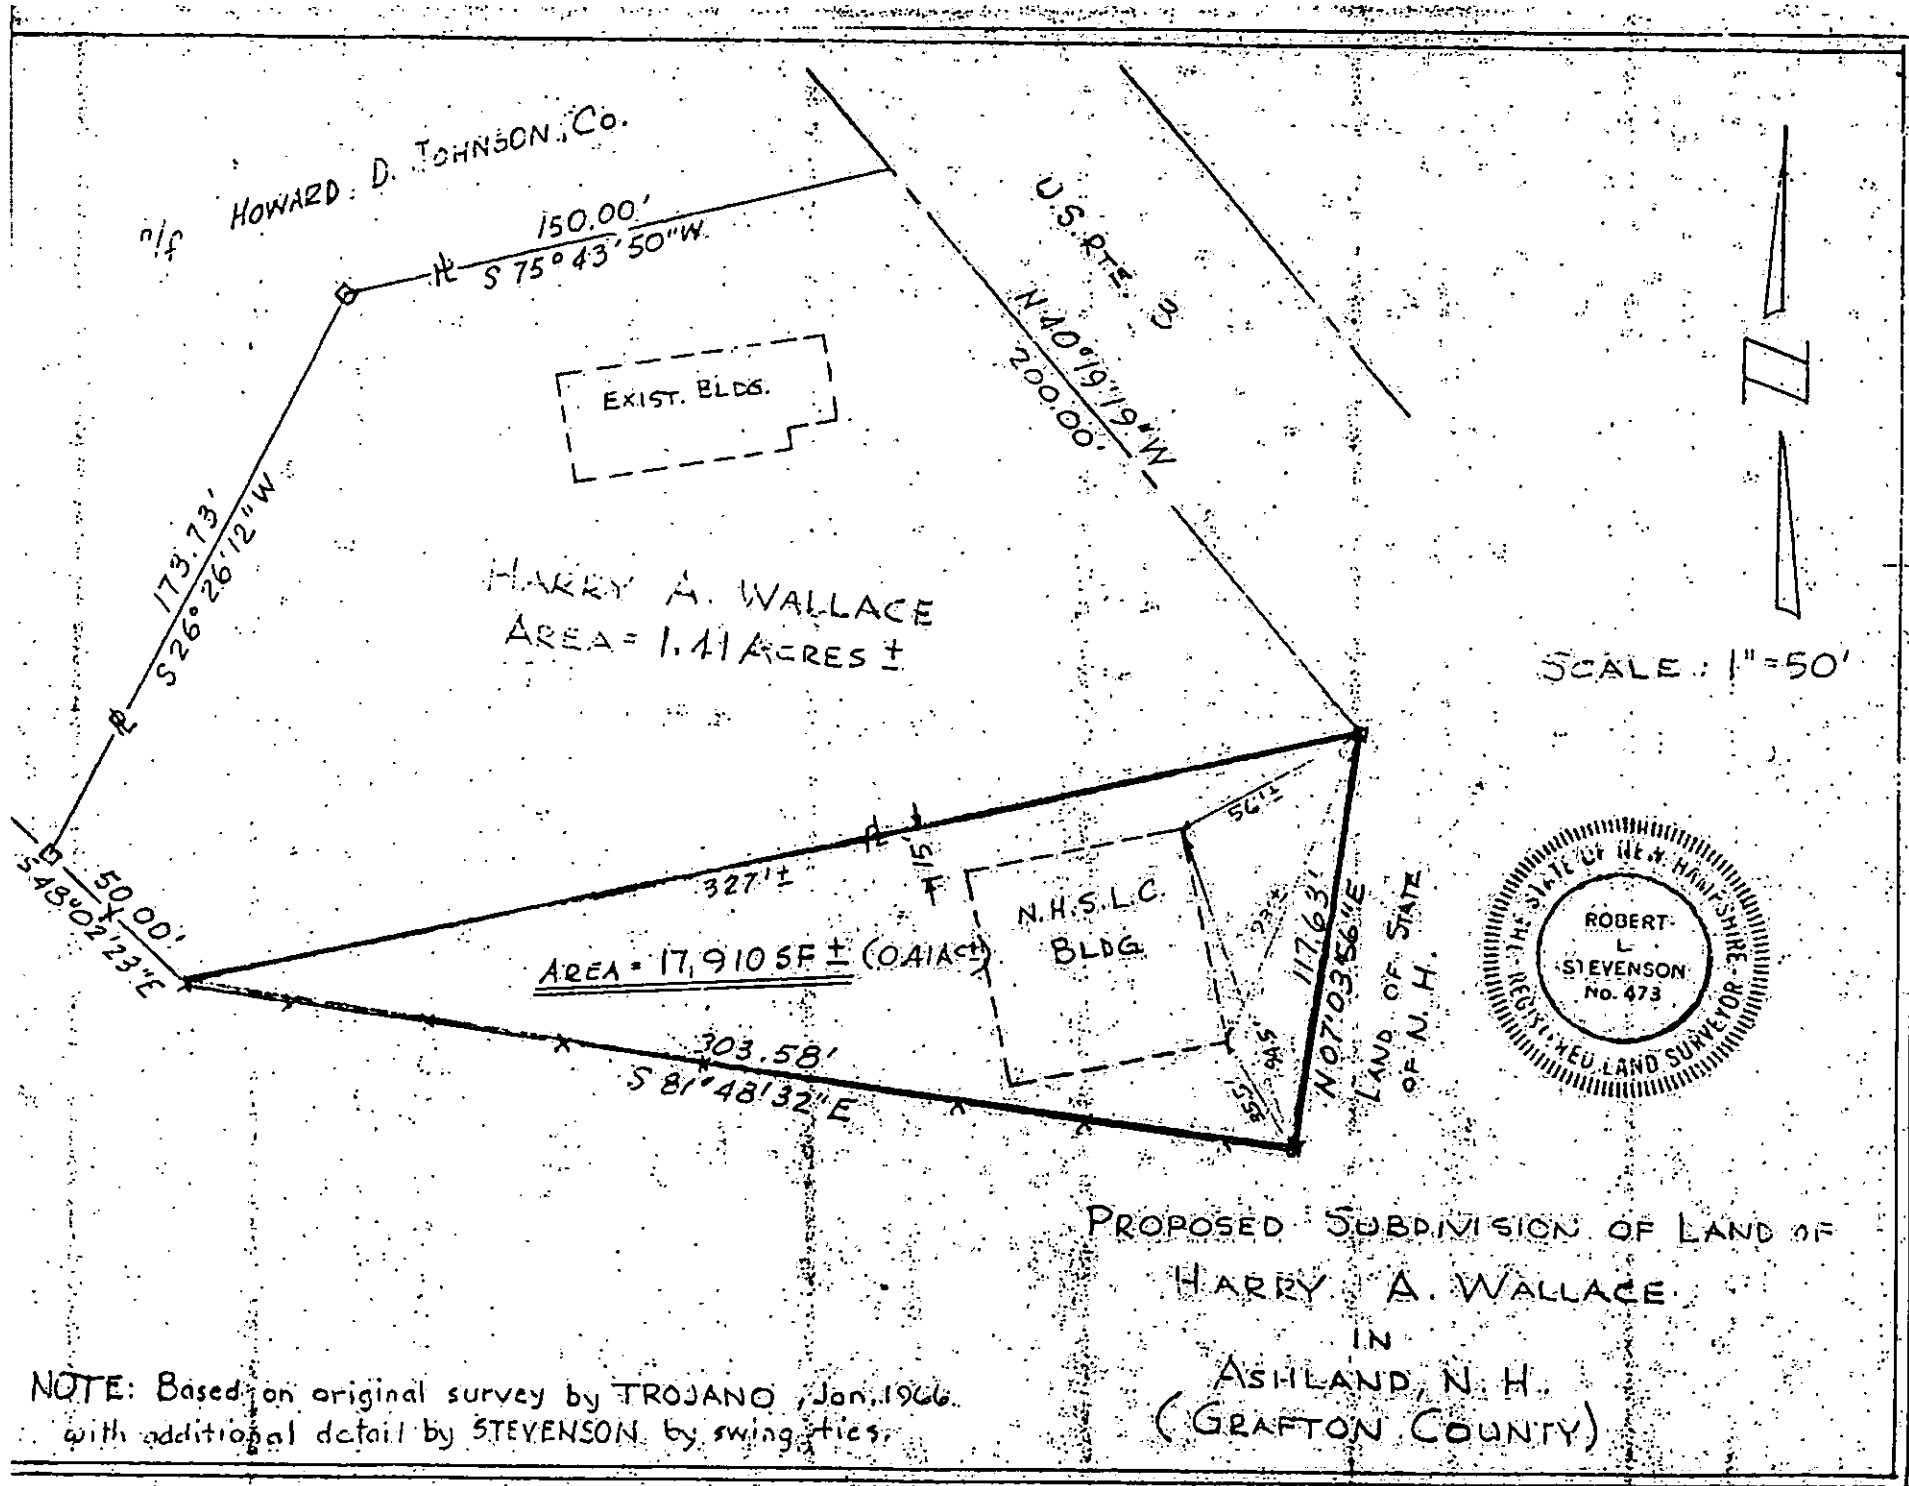 n/f HOWARD D. JOHNSON, Co.
150.00'
S 75° 43' 50" W
U.S. RTE. 3
N 40° 19' 19" W
200.00'
EXIST. BLDG.
173.73'
S 26° 26' 12" W
HARRY A. WALLACE
AREA = 1.41 ACRES ±
SCALE : 1" = 50'
50.00'
S 48° 02' 23" E
327' ±
15'
56' ±
N.H.S.L.C.
BLDG.
AREA = 17,910 SF ± (0.41 AC ±)
117.63'
N 07° 03' 56" E
LAND OF STATE
OF N. H.
35.5'
303.58'
S 81° 48' 32" E
THE STATE OF NEW HAMPSHIRE
REGISTERED LAND SURVEYOR
ROBERT
L.
STEVENSON
No. 473
PROPOSED SUBDIVISION OF LAND OF
HARRY A. WALLACE
IN
ASHLAND, N. H.
(GRAFTON COUNTY)
NOTE: Based on original survey by TROJANO, Jan, 1966.
with additional detail by STEVENSON by swing ties.